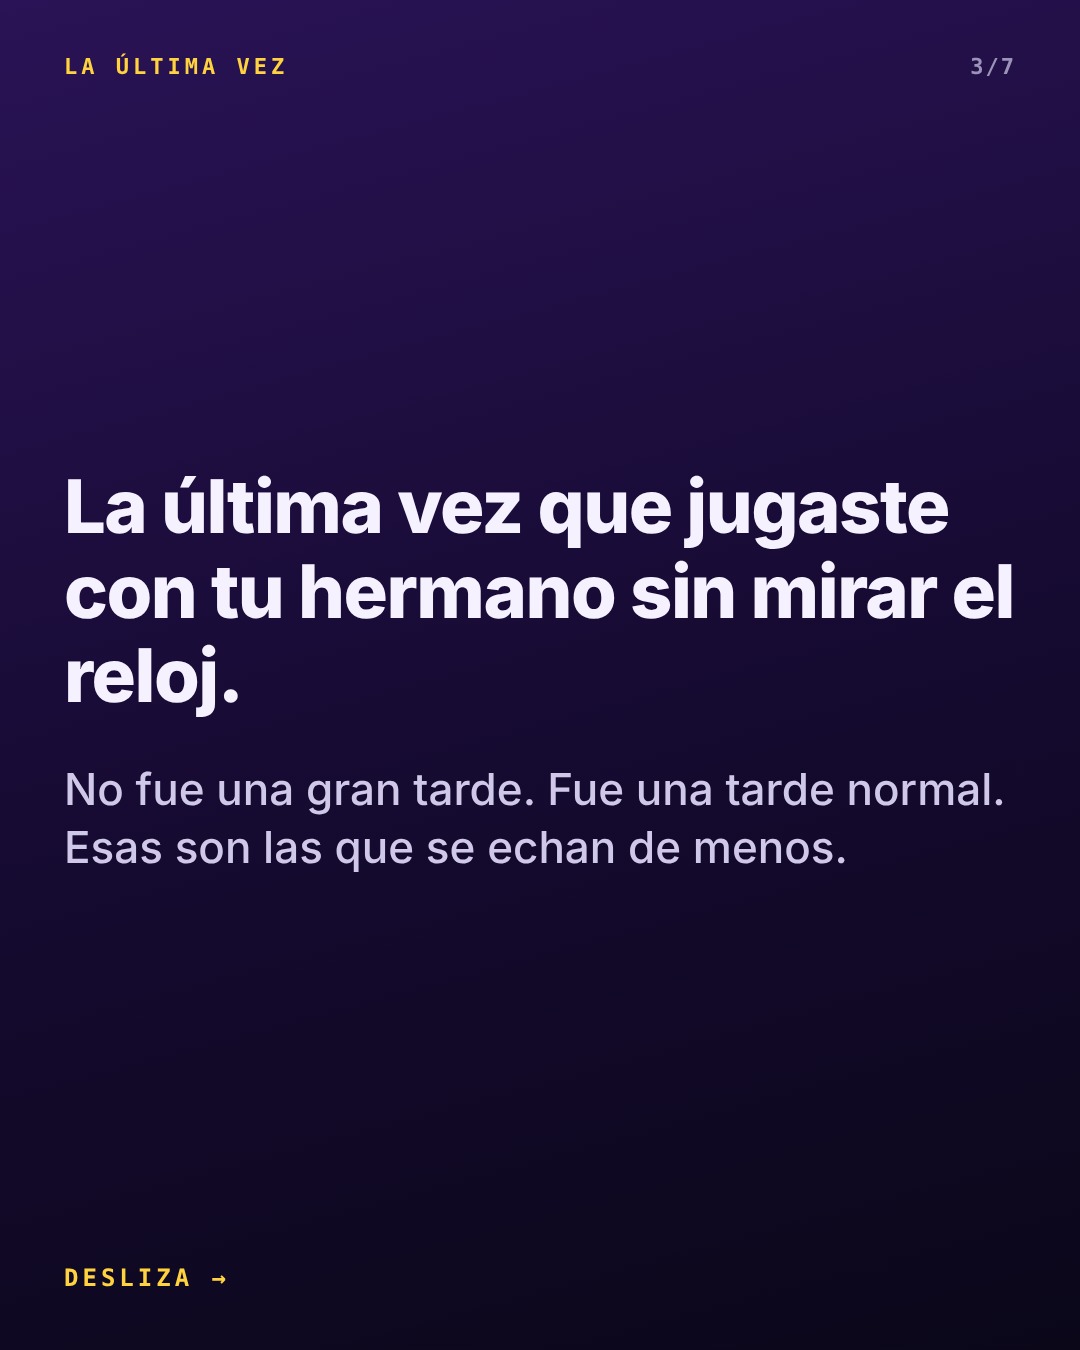 LA ÚLTIMA VEZ
3/7
La última vez que jugaste
con tu hermano sin mirar el
reloj.
No fue una gran tarde. Fue una tarde normal.
Esas son las que se echan de menos.
DESLIZA →